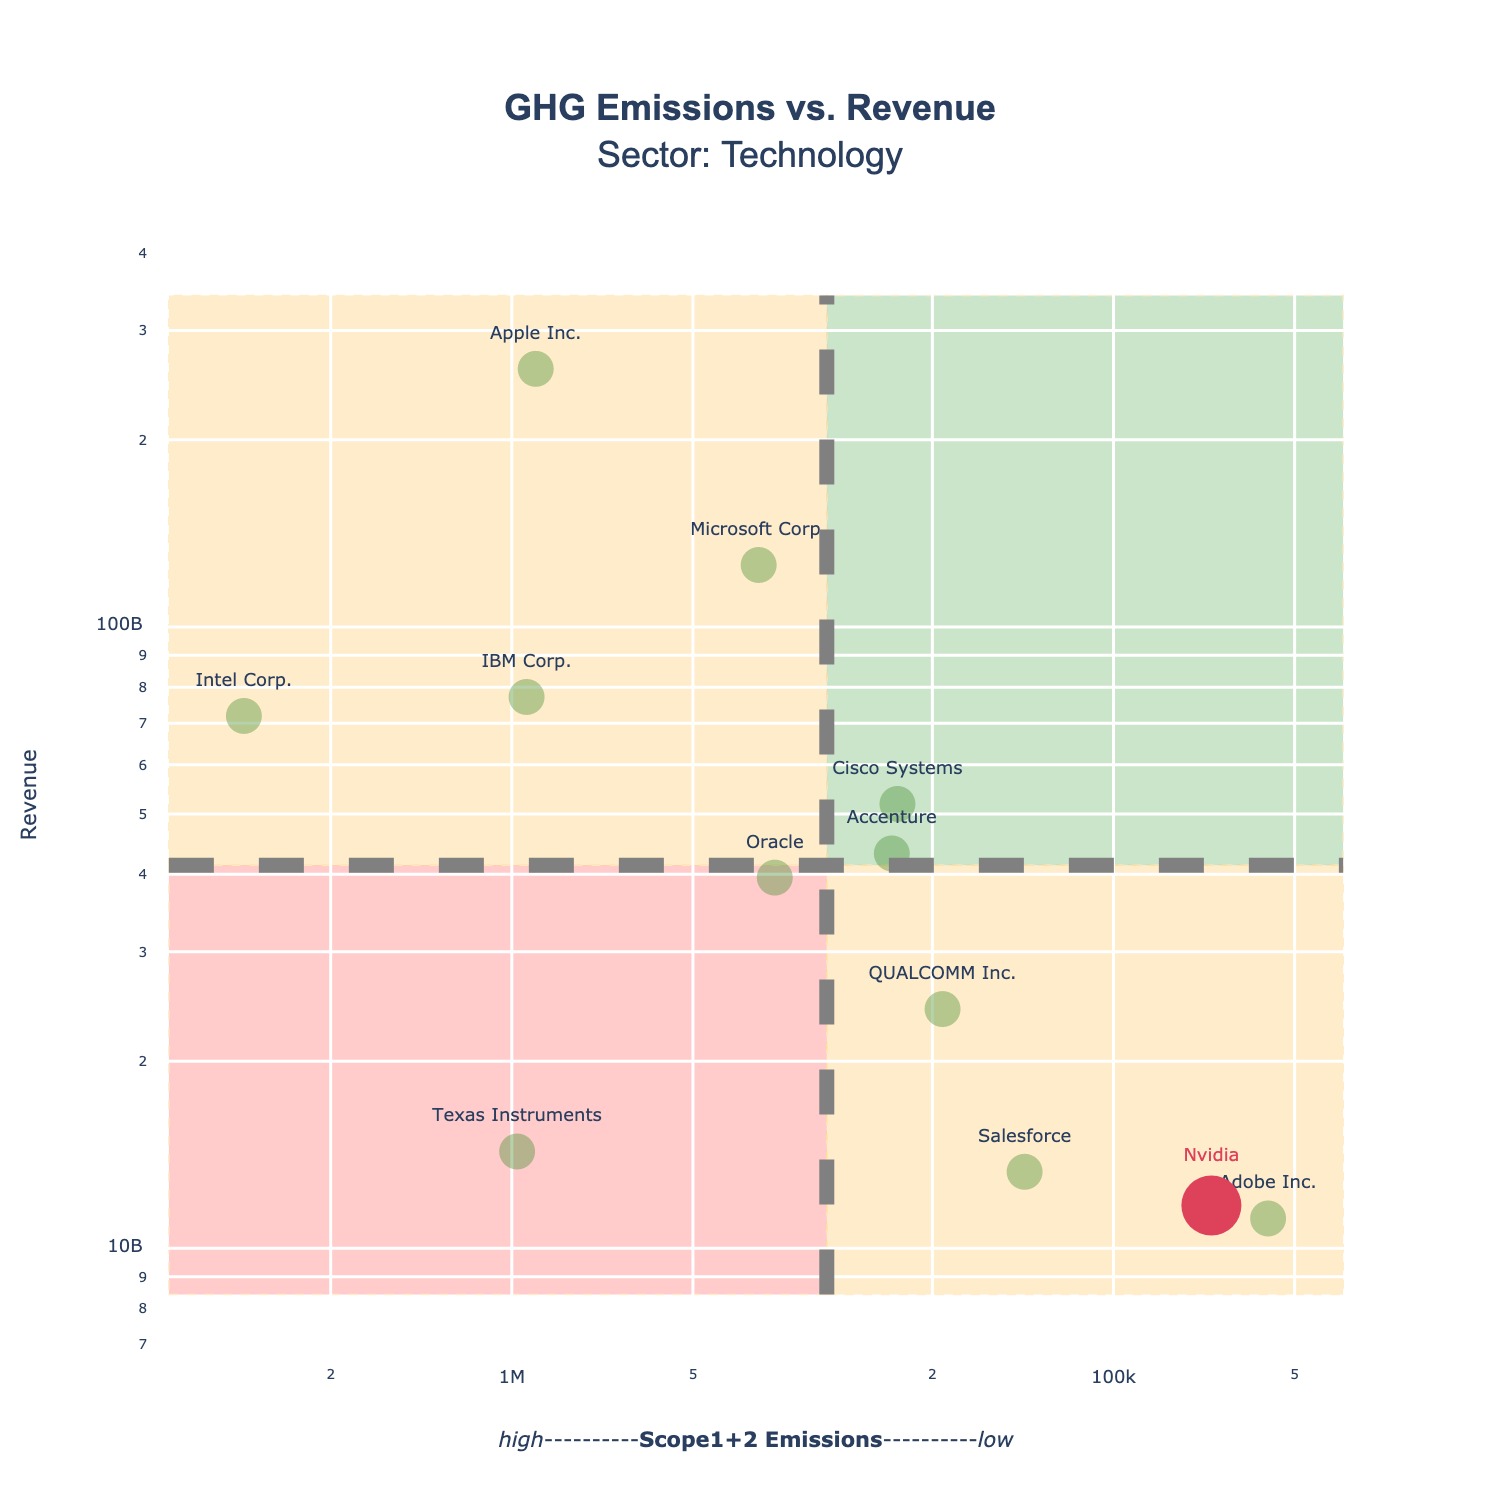 GHG Emissions vs. Revenue
Sector: Technology
4
3
Apple Inc.
2
Microsoft Corp
100B
9
IBM Corp.
8
Intel Corp.
7
6
Cisco Systems
5
Accenture
Oracle
4
3
QUALCOMM Inc.
2
Texas Instruments
Salesforce
Nvidia
Adobe Inc.
10B
9
8
7
Revenue
2 1M 5 2 100k 5
high----------Scope1+2 Emissions----------low